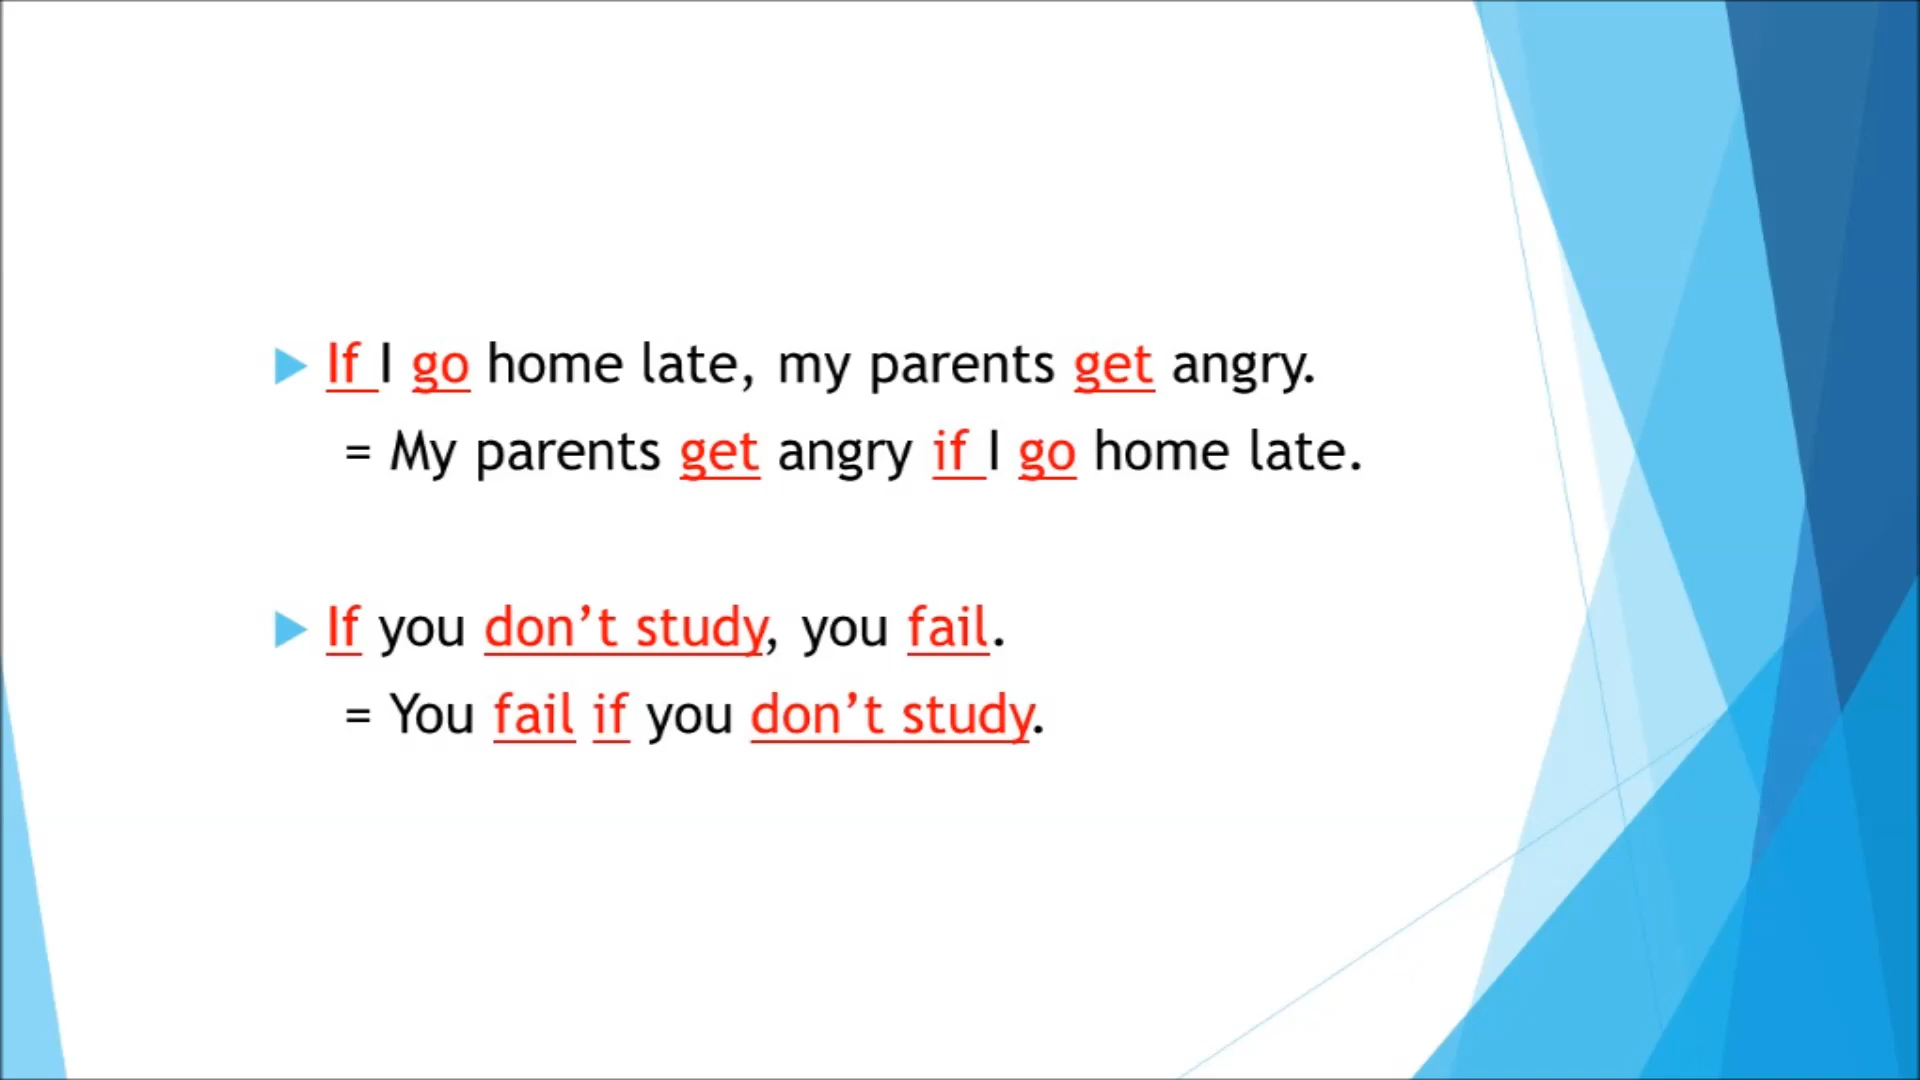 If I go home late, my parents get angry.
= My parents get angry if I go home late.
If you don’t study, you fail.
= You fail if you don’t study.